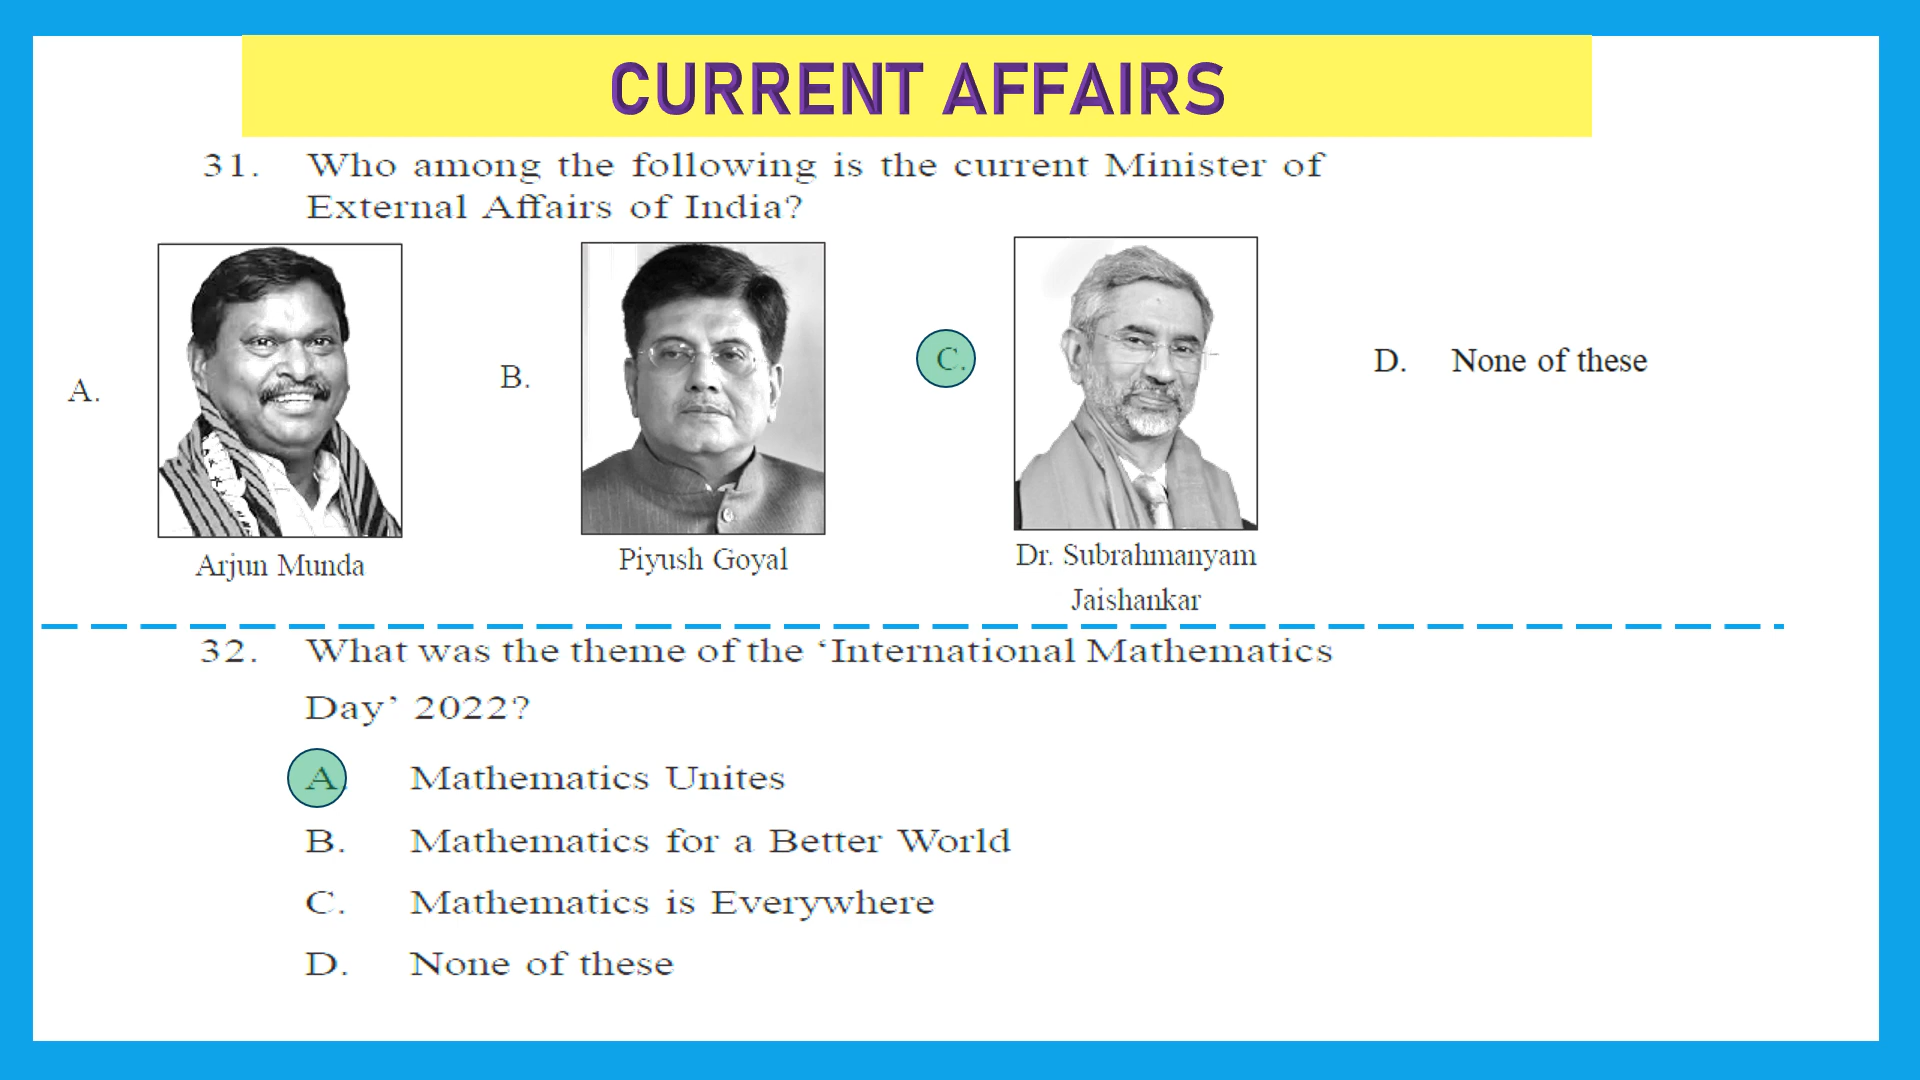 CURRENT AFFAIRS
31. Who among the following is the current Minister of
External Affairs of India?
A.
Arjun Munda
B.
Piyush Goyal
C.
Dr. Subrahmanyam
Jaishankar
D. None of these
32. What was the theme of the ‘International Mathematics
Day’ 2022?
A. Mathematics Unites
B. Mathematics for a Better World
C. Mathematics is Everywhere
D. None of these